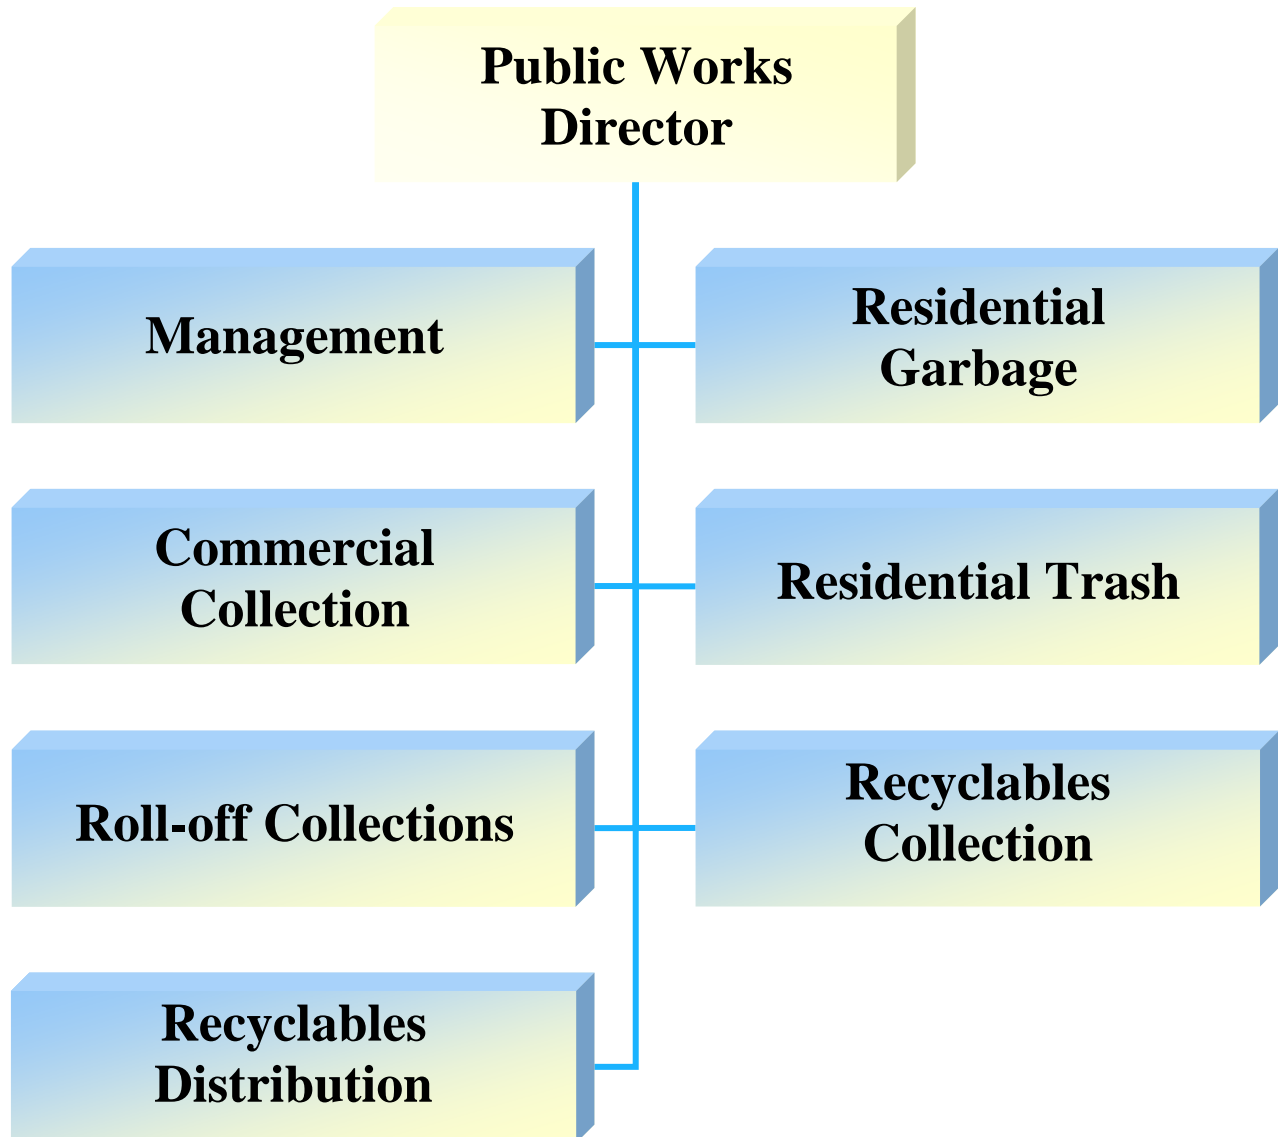 Public Works
Director
Management
Residential
Garbage
Commercial
Collection
Residential Trash
Roll-off Collections
Recyclables
Collection
Recyclables
Distribution